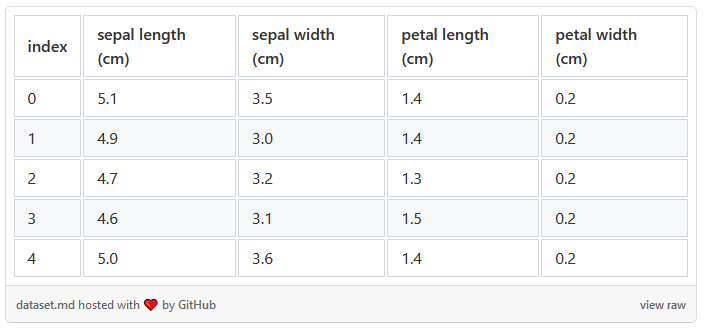 index sepal length (cm) sepal width (cm) petal length (cm) petal width (cm)
0 5.1 3.5 1.4 0.2
1 4.9 3.0 1.4 0.2
2 4.7 3.2 1.3 0.2
3 4.6 3.1 1.5 0.2
4 5.0 3.6 1.4 0.2
dataset.md hosted with ❤ by GitHub view raw